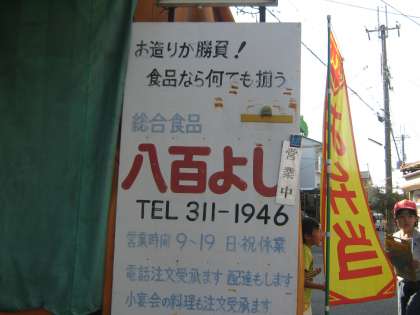 お造りが勝負!
食品なら何でも揃う
総合食品
八百よし
営業中
TEL 311-1946
営業時間 9~19 日・祝休業
電話注文受承ます 配達もします
小宴会の料理も注文受承ます